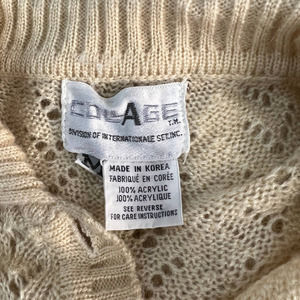 COLLAGE
T.M.
DIVISION OF INTERNATIONALE SET, INC.
M
MADE IN KOREA
FABRIQUÉ EN CORÉE
100% ACRYLIC
100% ACRYLIQUE
SEE REVERSE
FOR CARE INSTRUCTIONS